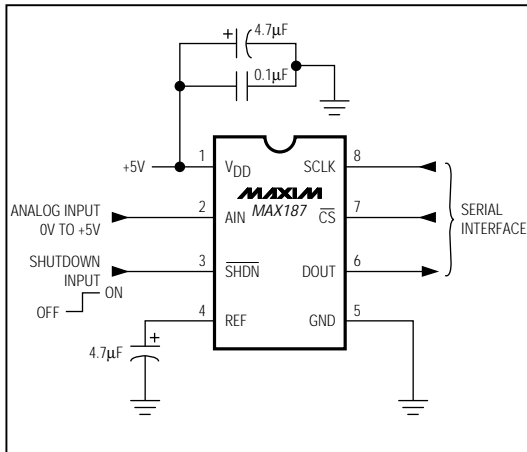 + 4.7µF
0.1µF
+5V
1 VDD SCLK 8
MAXIM
MAX187
ANALOG INPUT
0V TO +5V
2 AIN CS 7
SERIAL
INTERFACE
SHUTDOWN
INPUT
3 SHDN DOUT 6
ON
OFF
4 REF GND 5
+
4.7µF